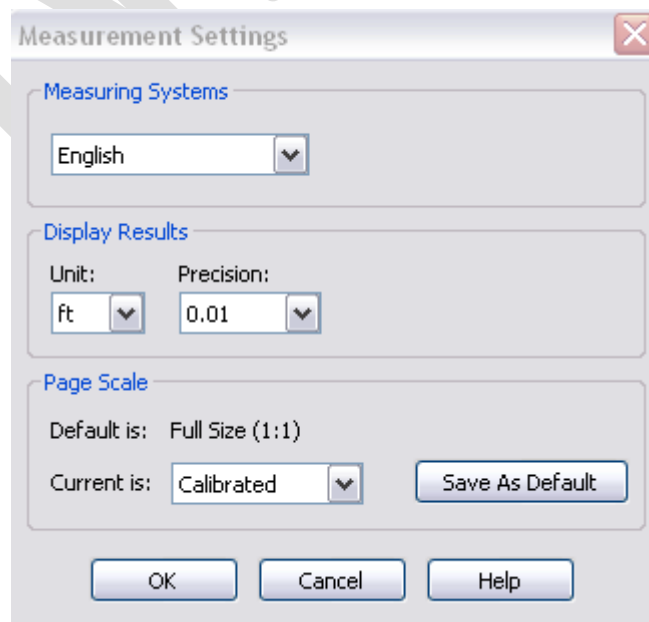 Measurement Settings
Measuring Systems
English
Display Results
Unit: Precision:
ft 0.01
Page Scale
Default is: Full Size (1:1)
Current is: Calibrated Save As Default
OK Cancel Help